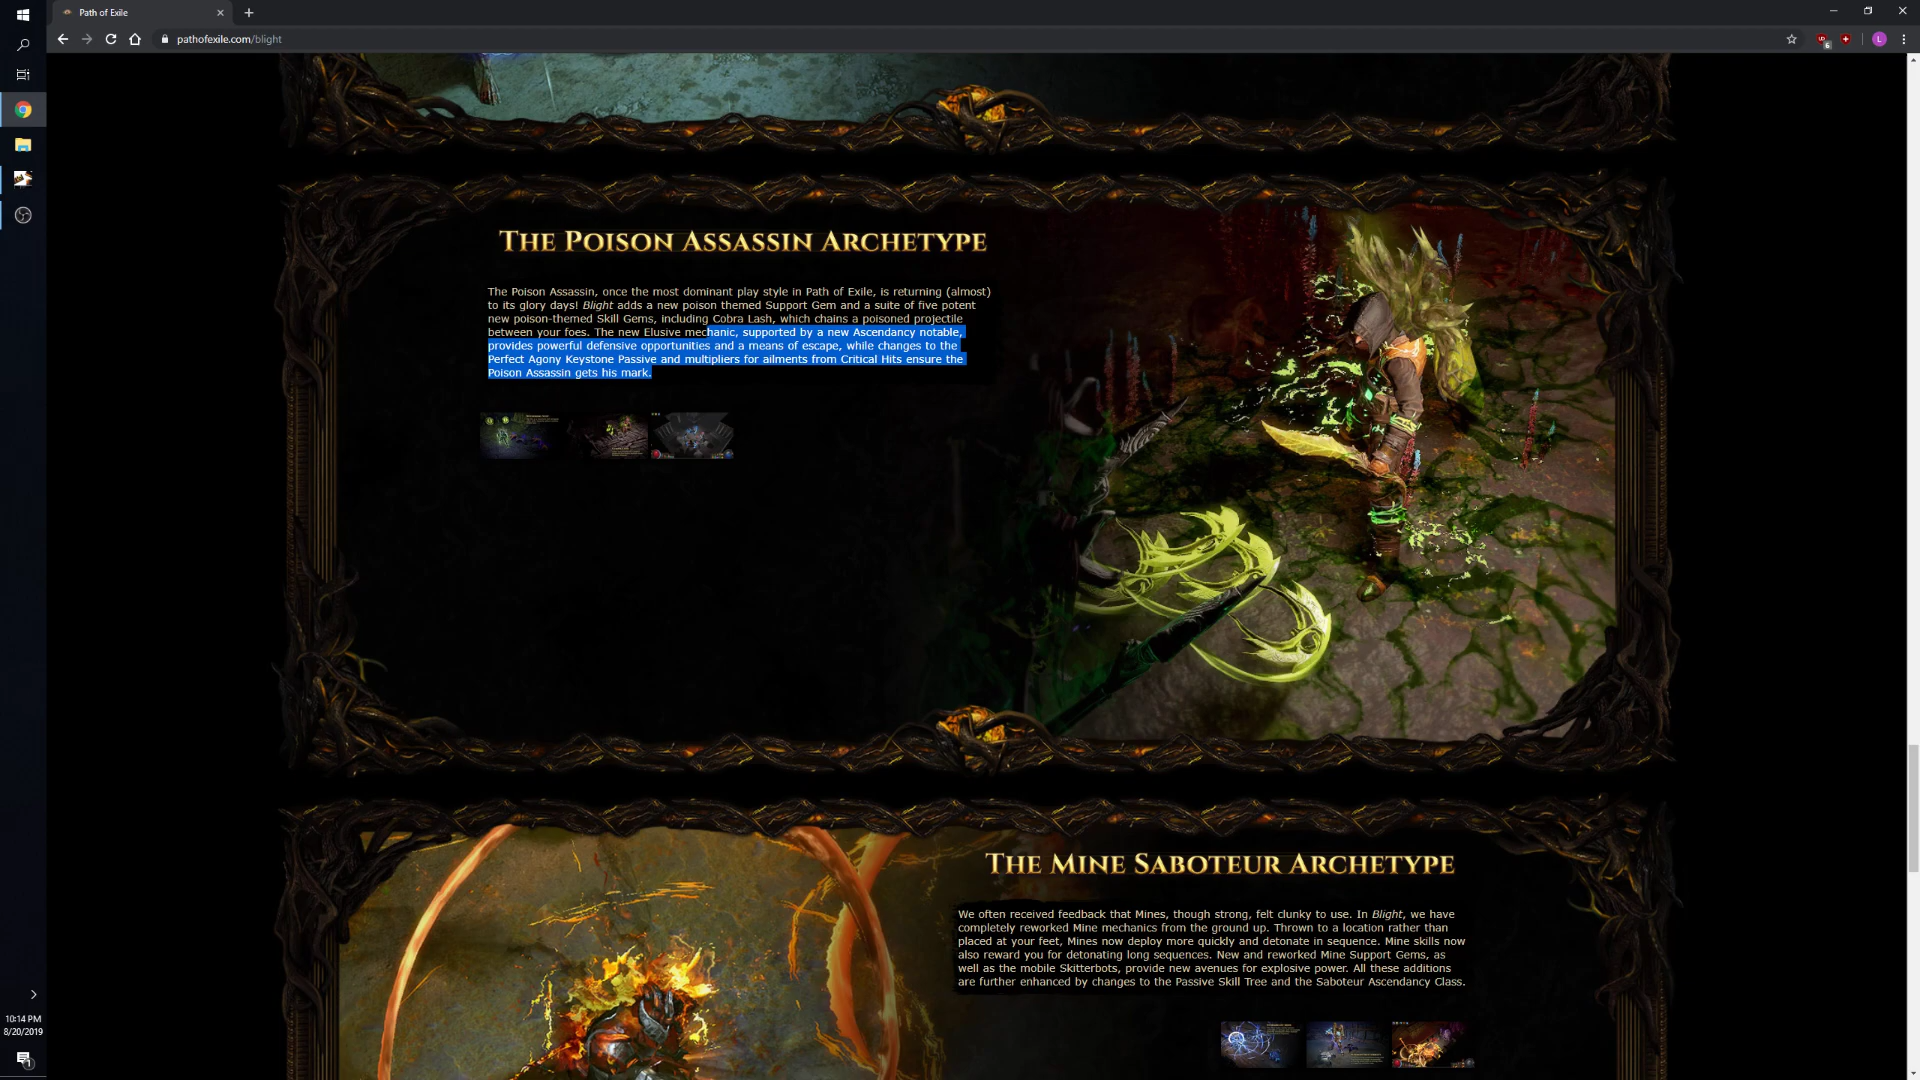 Path of Exile
pathofexile.com/blight
6
L
The Poison Assassin Archetype
The Poison Assassin, once the most dominant play style in Path of Exile, is returning (almost)
to its glory days! Blight adds a new poison themed Support Gem and a suite of five potent
new poison-themed Skill Gems, including Cobra Lash, which chains a poisoned projectile
between your foes. The new Elusive mechanic, supported by a new Ascendancy notable,
provides powerful defensive opportunities and a means of escape, while changes to the
Perfect Agony Keystone Passive and multipliers for ailments from Critical Hits ensure the
Poison Assassin gets his mark.
The Mine Saboteur Archetype
We often received feedback that Mines, though strong, felt clunky to use. In Blight, we have
completely reworked Mine mechanics from the ground up. Thrown to a location rather than
placed at your feet, Mines now deploy more quickly and detonate in sequence. Mine skills now
also reward you for detonating long sequences. New and reworked Mine Support Gems, as
well as the mobile Skitterbots, provide new avenues for explosive power. All these additions
are further enhanced by changes to the Passive Skill Tree and the Saboteur Ascendancy Class.
10:14 PM
8/20/2019
1